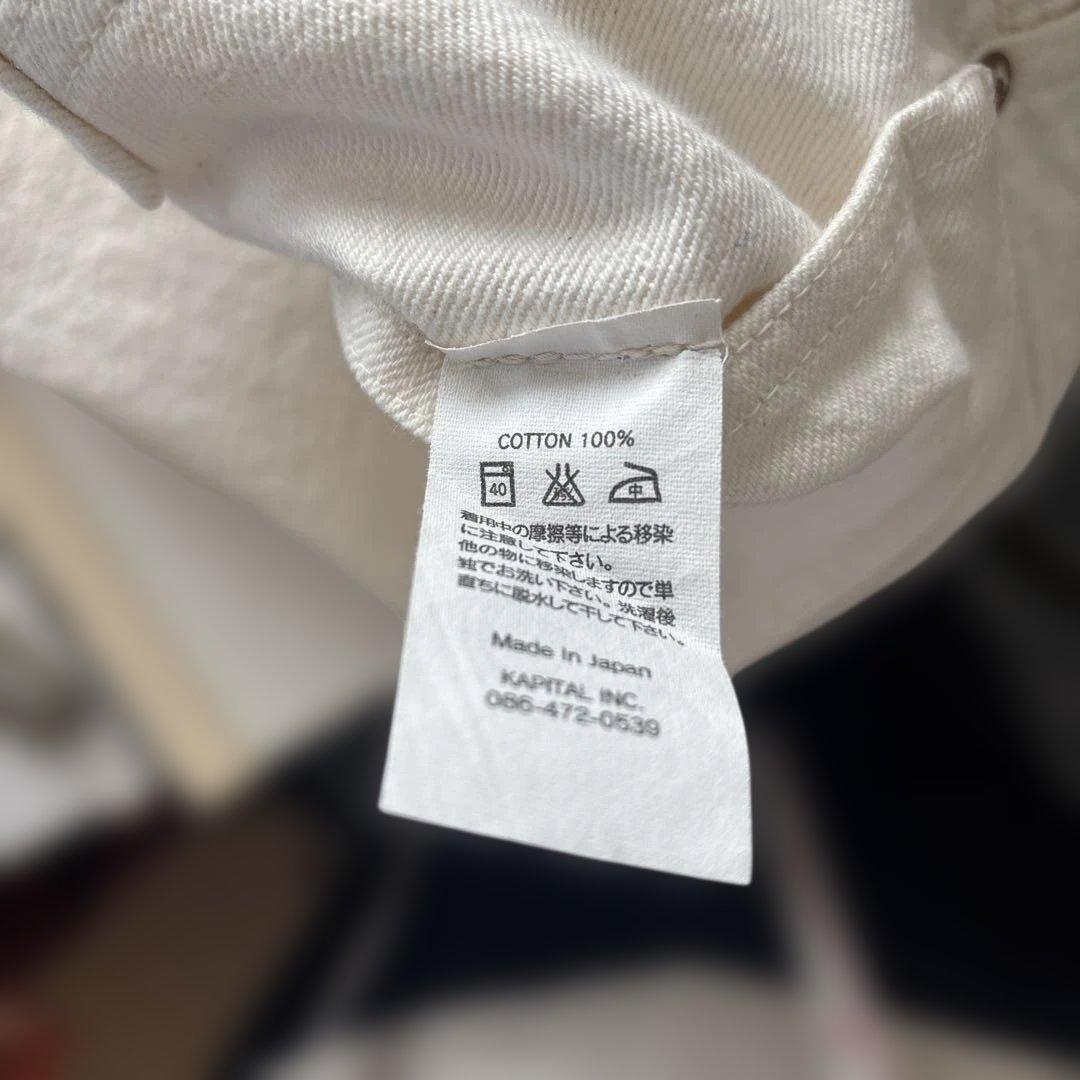 COTTON 100%
40 中
着用中の摩擦等による移染
に注意して下さい。
他の物に移染しますので単
独でお洗い下さい。洗濯後
直ちに脱水して干して下さい。
Made in Japan
KAPITAL INC.
086-472-0539